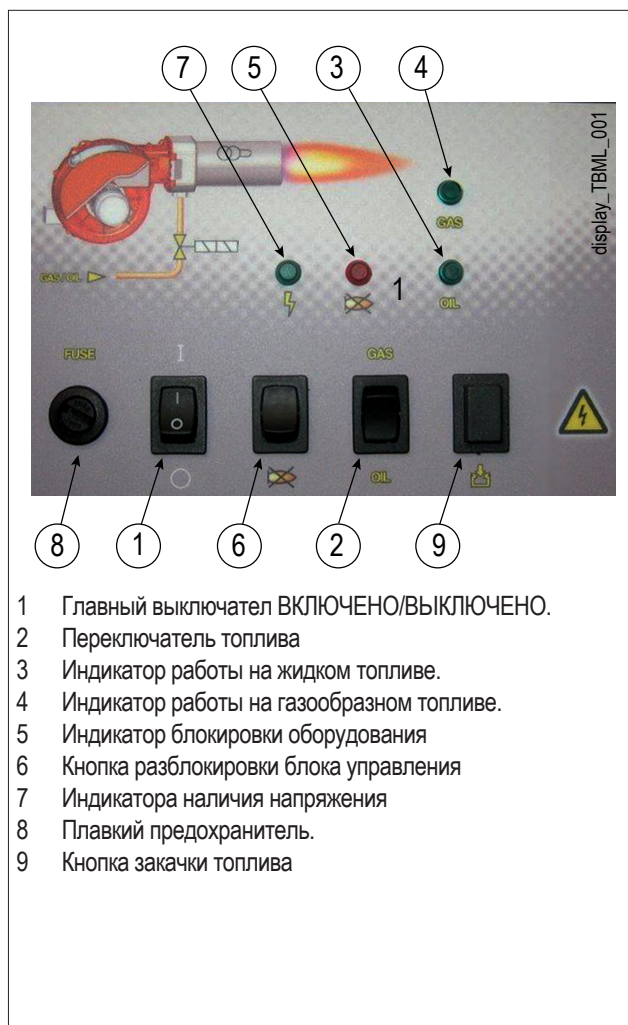 7 5 3 4
display_TBML_001
GAS
GAS/OIL
1
OIL
FUSE I GAS
I
O
OIL
8 1 6 2 9
1 Главный выключател ВКЛЮЧЕНО/ВЫКЛЮЧЕНО.
2 Переключатель топлива
3 Индикатор работы на жидком топливе.
4 Индикатор работы на газообразном топливе.
5 Индикатор блокировки оборудования
6 Кнопка разблокировки блока управления
7 Индикатора наличия напряжения
8 Плавкий предохранитель.
9 Кнопка закачки топлива